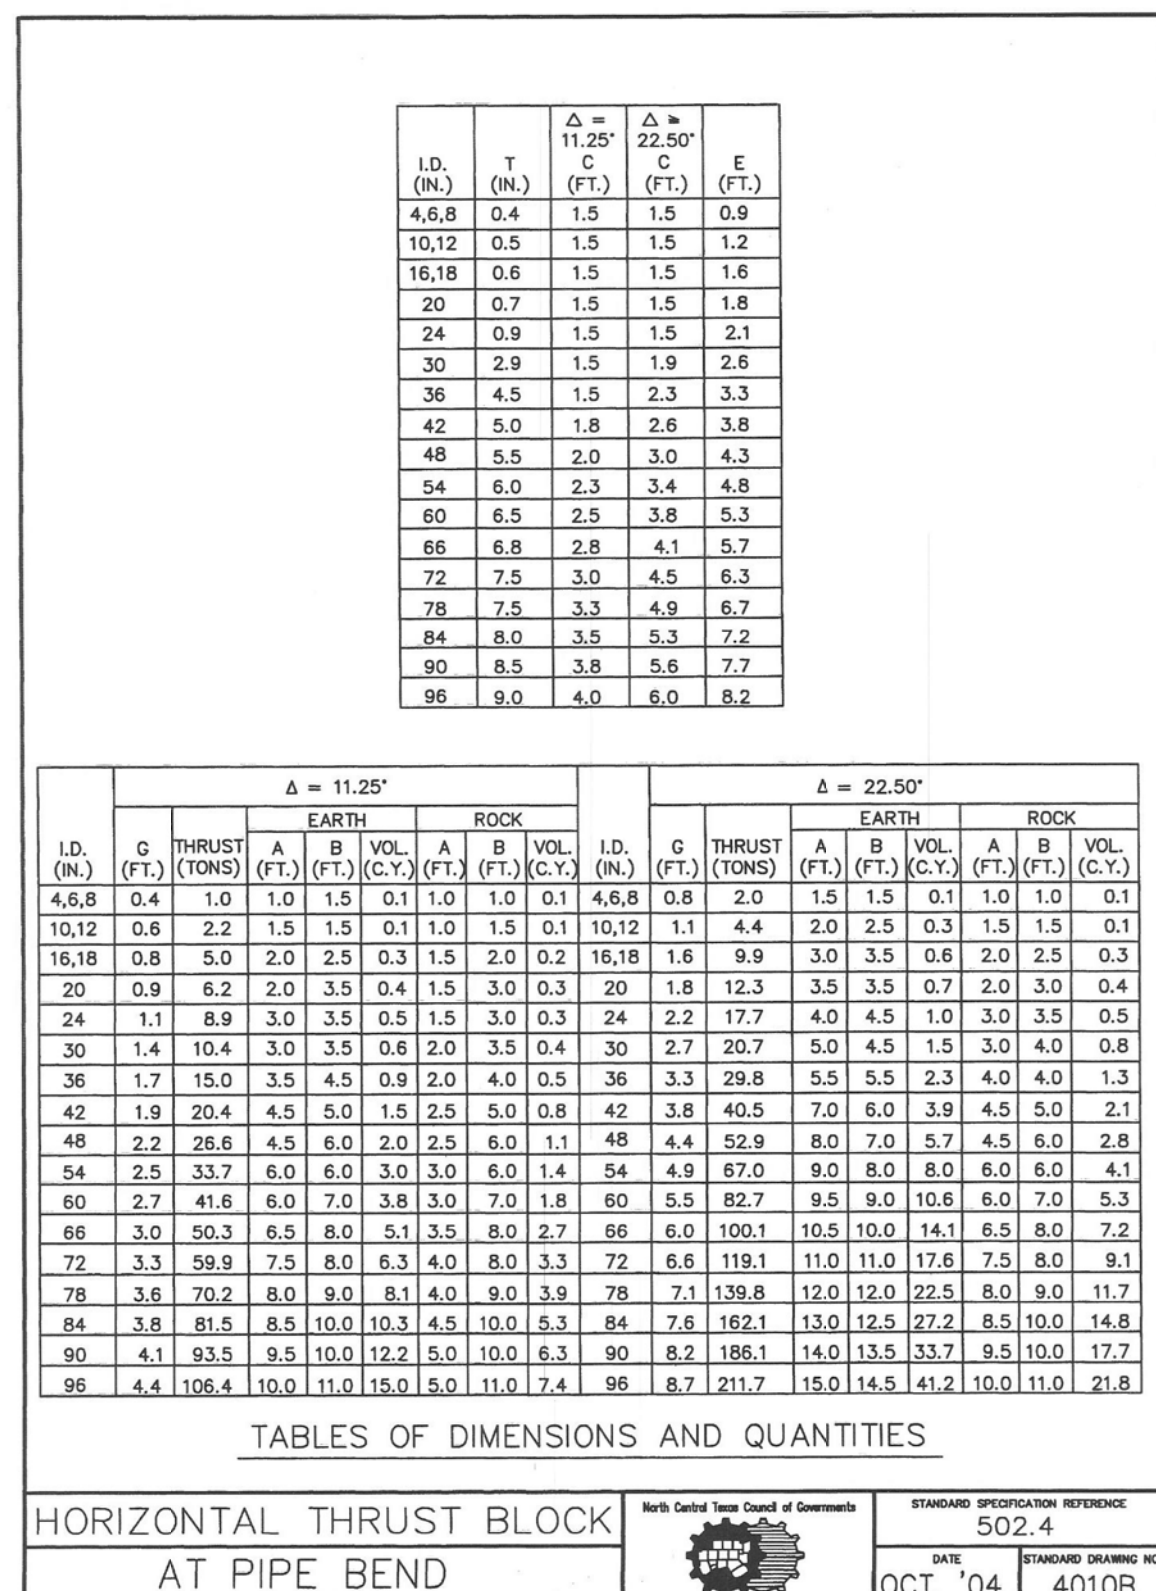 I.D. (IN.) T (IN.) Δ = 11.25° C (FT.) Δ ≥ 22.50° C (FT.) E (FT.)
4,6,8 0.4 1.5 1.5 0.9
10,12 0.5 1.5 1.5 1.2
16,18 0.6 1.5 1.5 1.6
20 0.7 1.5 1.5 1.8
24 0.9 1.5 1.5 2.1
30 2.9 1.5 1.9 2.6
36 4.5 1.5 2.3 3.3
42 5.0 1.8 2.6 3.8
48 5.5 2.0 3.0 4.3
54 6.0 2.3 3.4 4.8
60 6.5 2.5 3.8 5.3
66 6.8 2.8 4.1 5.7
72 7.5 3.0 4.5 6.3
78 7.5 3.3 4.9 6.7
84 8.0 3.5 5.3 7.2
90 8.5 3.8 5.6 7.7
96 9.0 4.0 6.0 8.2
Δ = 11.25° Δ = 22.50°
EARTH ROCK EARTH ROCK
I.D. (IN.) G (FT.) THRUST (TONS) A (FT.) B (FT.) VOL. (C.Y.) A (FT.) B (FT.) VOL. (C.Y.) I.D. (IN.) G (FT.) THRUST (TONS) A (FT.) B (FT.) VOL. (C.Y.) A (FT.) B (FT.) VOL. (C.Y.)
4,6,8 0.4 1.0 1.0 1.5 0.1 1.0 1.0 0.1 4,6,8 0.8 2.0 1.5 1.5 0.1 1.0 1.0 0.1
10,12 0.6 2.2 1.5 1.5 0.1 1.0 1.5 0.1 10,12 1.1 4.4 2.0 2.5 0.3 1.5 1.5 0.1
16,18 0.8 5.0 2.0 2.5 0.3 1.5 2.0 0.2 16,18 1.6 9.9 3.0 3.5 0.6 2.0 2.5 0.3
20 0.9 6.2 2.0 3.5 0.4 1.5 3.0 0.3 20 1.8 12.3 3.5 3.5 0.7 2.0 3.0 0.4
24 1.1 8.9 3.0 3.5 0.5 1.5 3.0 0.3 24 2.2 17.7 4.0 4.5 1.0 3.0 3.5 0.5
30 1.4 10.4 3.0 3.5 0.6 2.0 3.5 0.4 30 2.7 20.7 5.0 4.5 1.5 3.0 4.0 0.8
36 1.7 15.0 3.5 4.5 0.9 2.0 4.0 0.5 36 3.3 29.8 5.5 5.5 2.3 4.0 4.0 1.3
42 1.9 20.4 4.5 5.0 1.5 2.5 5.0 0.8 42 3.8 40.5 7.0 6.0 3.9 4.5 5.0 2.1
48 2.2 26.6 4.5 6.0 2.0 2.5 6.0 1.1 48 4.4 52.9 8.0 7.0 5.7 4.5 6.0 2.8
54 2.5 33.7 6.0 6.0 3.0 3.0 6.0 1.4 54 4.9 67.0 9.0 8.0 8.0 6.0 6.0 4.1
60 2.7 41.6 6.0 7.0 3.8 3.0 7.0 1.8 60 5.5 82.7 9.5 9.0 10.6 6.0 7.0 5.3
66 3.0 50.3 6.5 8.0 5.1 3.5 8.0 2.7 66 6.0 100.1 10.5 10.0 14.1 6.5 8.0 7.2
72 3.3 59.9 7.5 8.0 6.3 4.0 8.0 3.3 72 6.6 119.1 11.0 11.0 17.6 7.5 8.0 9.1
78 3.6 70.2 8.0 9.0 8.1 4.0 9.0 3.9 78 7.1 139.8 12.0 12.0 22.5 8.0 9.0 11.7
84 3.8 81.5 8.5 10.0 10.3 4.5 10.0 5.3 84 7.6 162.1 13.0 12.5 27.2 8.5 10.0 14.8
90 4.1 93.5 9.5 10.0 12.2 5.0 10.0 6.3 90 8.2 186.1 14.0 13.5 33.7 9.5 10.0 17.7
96 4.4 106.4 10.0 11.0 15.0 5.0 11.0 7.4 96 8.7 211.7 15.0 14.5 41.2 10.0 11.0 21.8
TABLES OF DIMENSIONS AND QUANTITIES
HORIZONTAL THRUST BLOCK
AT PIPE BEND
North Central Texas Council of Governments
STANDARD SPECIFICATION REFERENCE
502.4
DATE
OCT. '04
STANDARD DRAWING NO
4010B